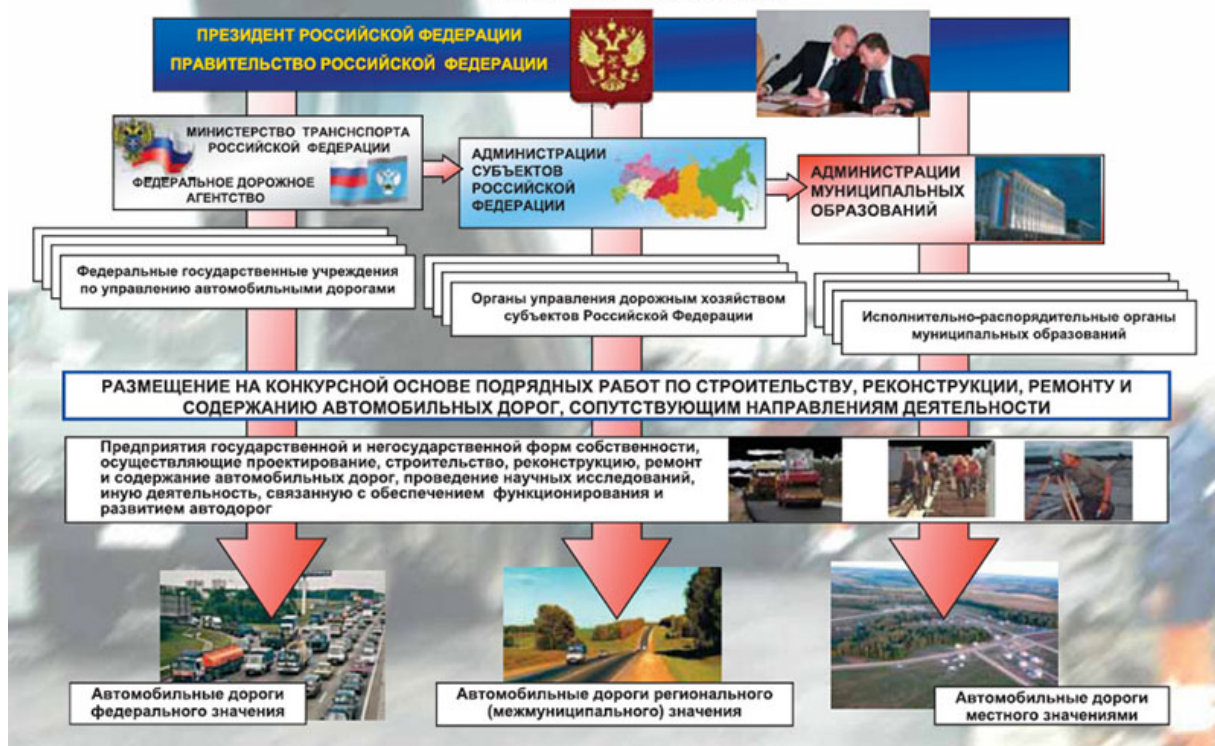 ПРЕЗИДЕНТ РОССИЙСКОЙ ФЕДЕРАЦИИ
ПРАВИТЕЛЬСТВО РОССИЙСКОЙ ФЕДЕРАЦИИ
МИНИСТЕРСТВО ТРАНСНСПОРТА
РОССИЙСКОЙ ФЕДЕРАЦИИ
ФЕДЕРАЛЬНОЕ ДОРОЖНОЕ
АГЕНТСТВО
АДМИНИСТРАЦИИ
СУБЪЕКТОВ
РОССИЙСКОЙ
ФЕДЕРАЦИИ
АДМИНИСТРАЦИИ
МУНИЦИПАЛЬНЫХ
ОБРАЗОВАНИЙ
Федеральные государственные учреждения
по управлению автомобильными дорогами
Органы управления дорожным хозяйством
субъектов Российской Федерации
Исполнительно-распорядительные органы
муниципальных образований
РАЗМЕЩЕНИЕ НА КОНКУРСНОЙ ОСНОВЕ ПОДРЯДНЫХ РАБОТ ПО СТРОИТЕЛЬСТВУ, РЕКОНСТРУКЦИИ, РЕМОНТУ И
СОДЕРЖАНИЮ АВТОМОБИЛЬНЫХ ДОРОГ, СОПУТСТВУЮЩИМ НАПРАВЛЕНИЯМ ДЕЯТЕЛЬНОСТИ
Предприятия государственной и негосударственной форм собственности,
осуществляющие проектирование, строительство, реконструкцию, ремонт
и содержание автомобильных дорог, проведение научных исследований,
иную деятельность, связанную с обеспечением функционирования и
развитием автодорог
Автомобильные дороги
федерального значения
Автомобильные дороги регионального
(межмуниципального) значения
Автомобильные дороги
местного значениями